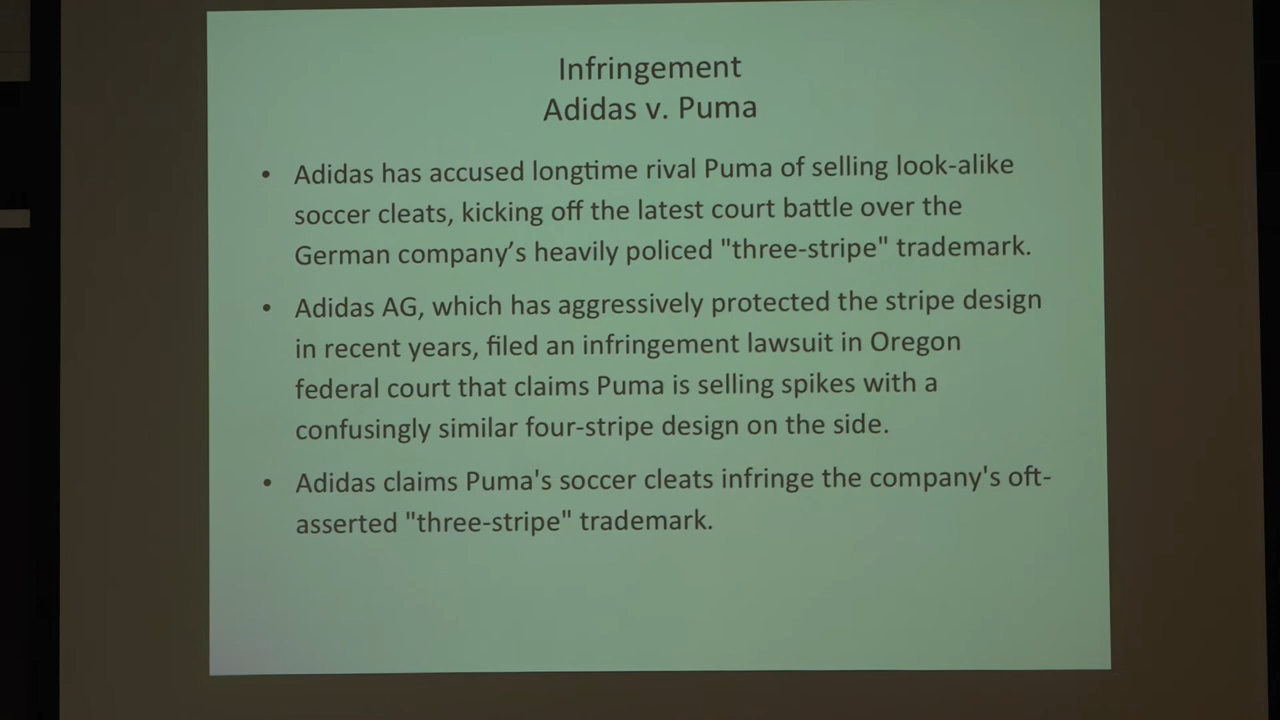 Infringement
Adidas v. Puma
• Adidas has accused longtime rival Puma of selling look-alike
soccer cleats, kicking off the latest court battle over the
German company’s heavily policed "three-stripe" trademark.
• Adidas AG, which has aggressively protected the stripe design
in recent years, filed an infringement lawsuit in Oregon
federal court that claims Puma is selling spikes with a
confusingly similar four-stripe design on the side.
• Adidas claims Puma's soccer cleats infringe the company's oft-
asserted "three-stripe" trademark.